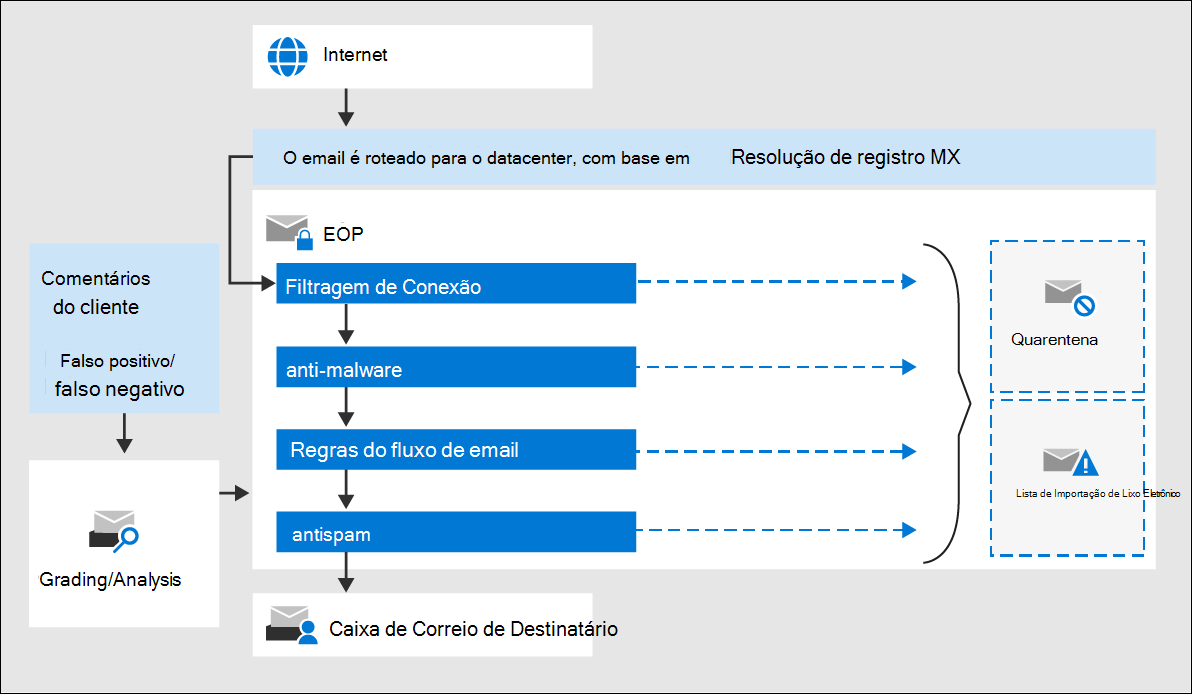 Internet
O email é roteado para o datacenter, com base em Resolução de registro MX
EOP
Comentários
do cliente
Falso positivo/
falso negativo
Grading/Analysis
Filtragem de Conexão
anti-malware
Regras do fluxo de email
antispam
Quarentena
Lista de Importação de Lixo Eletrônico
Caixa de Correio de Destinatário